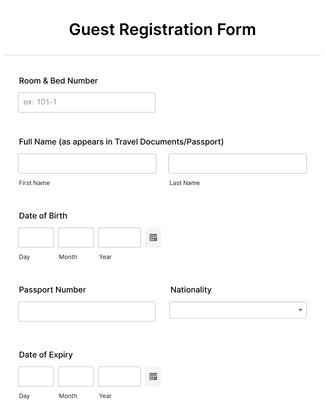 Guest Registration Form
Room & Bed Number
ex: 101-1
Full Name (as appears in Travel Documents/Passport)
First Name Last Name
Date of Birth
Day Month Year
Passport Number Nationality
Date of Expiry
Day Month Year